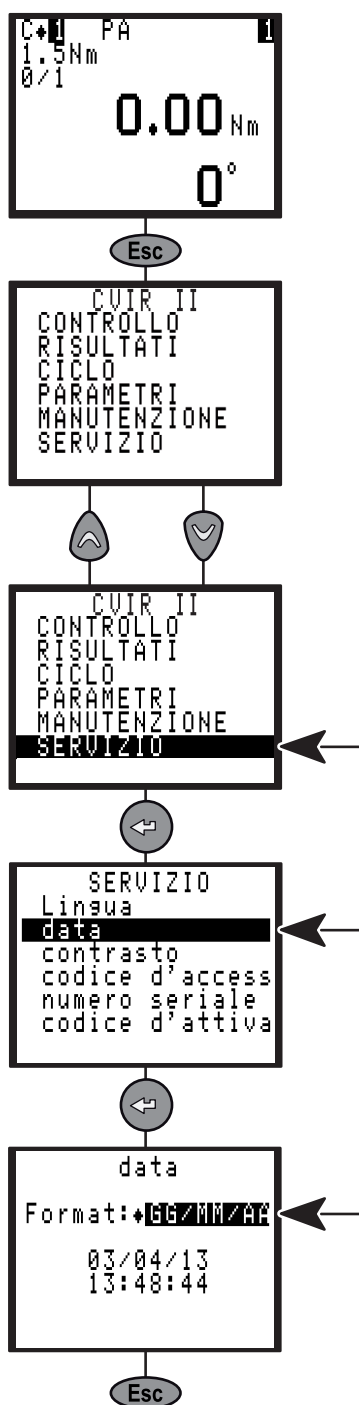 C♦1 PA 1
1.5Nm
0/1
0.00 Nm
0°
Esc
CVIR II
CONTROLLO
RISULTATI
CICLO
PARAMETRI
MANUTENZIONE
SERVIZIO
CVIR II
CONTROLLO
RISULTATI
CICLO
PARAMETRI
MANUTENZIONE
SERVIZIO
SERVIZIO
Lingua
data
contrasto
codice d'access
numero seriale
codice d'attiva
data
Format:♦GG/MM/AA
03/04/13
13:48:44
Esc